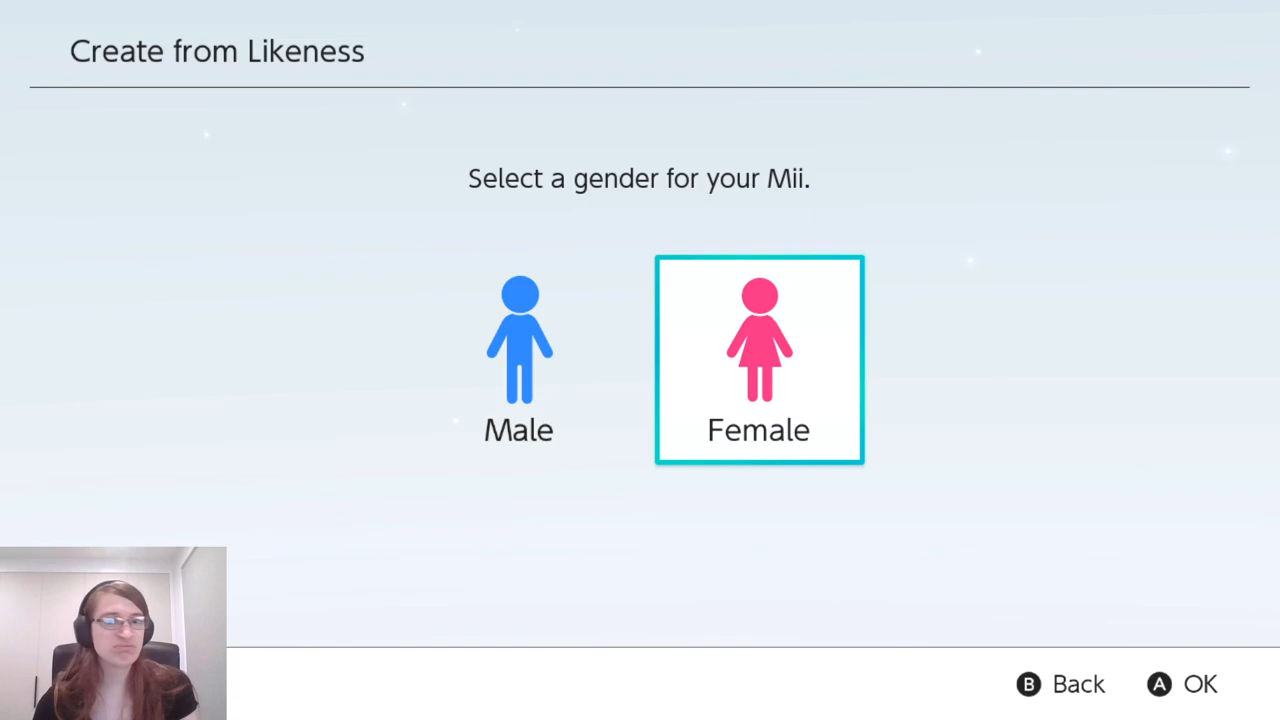 Create from Likeness
Select a gender for your Mii.
Male
Female
B Back
A OK